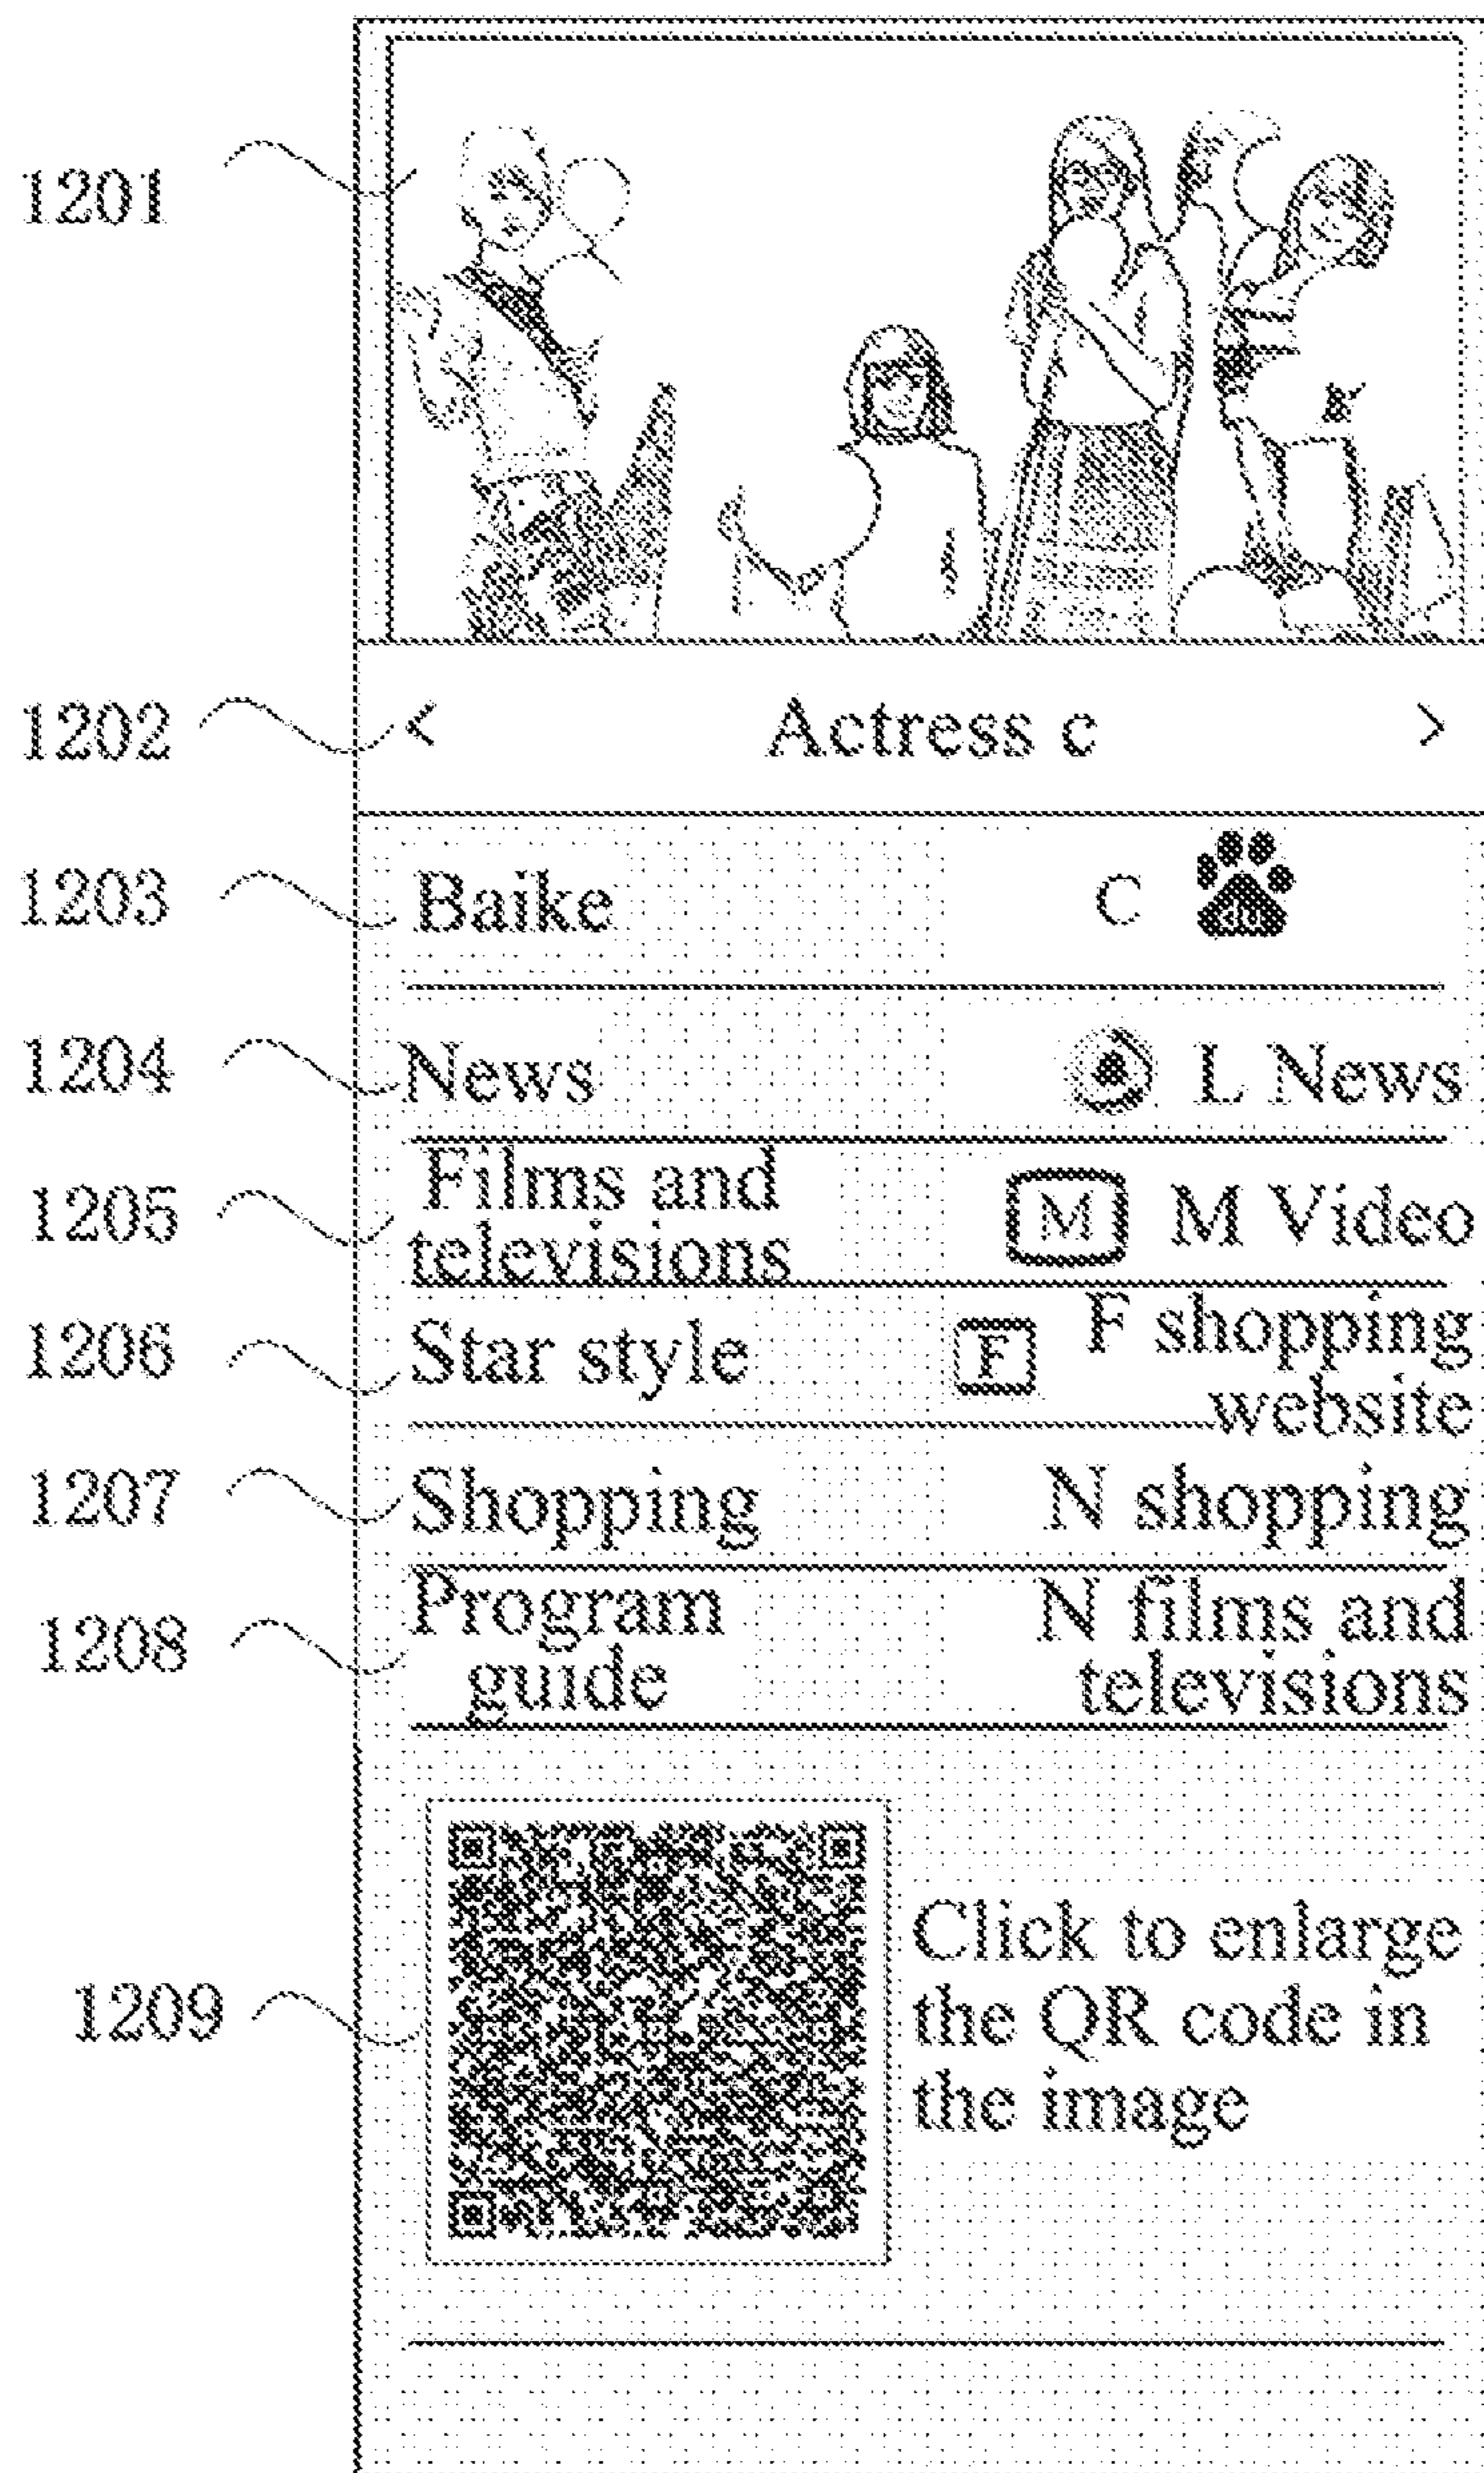 1201
1202 < Actress c >
1203 Baike C du
1204 News L News
1205 Films and
televisions M M Video
1206 Star style F F shopping
website
1207 Shopping N shopping
1208 Program
guide N films and
televisions
1209 Click to enlarge
the QR code in
the image